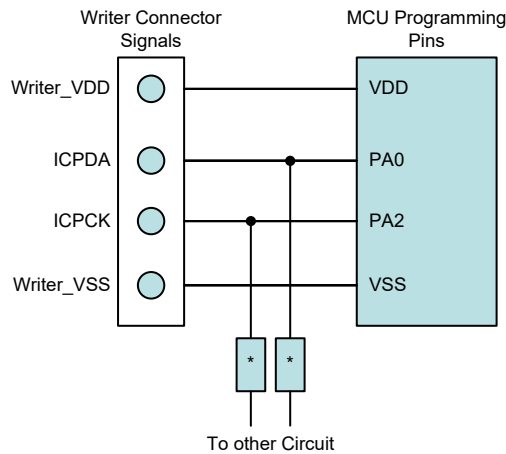 Writer Connector
Signals
MCU Programming
Pins
Writer_VDD
VDD
ICPDA
PA0
ICPCK
PA2
Writer_VSS
VSS
* *
To other Circuit